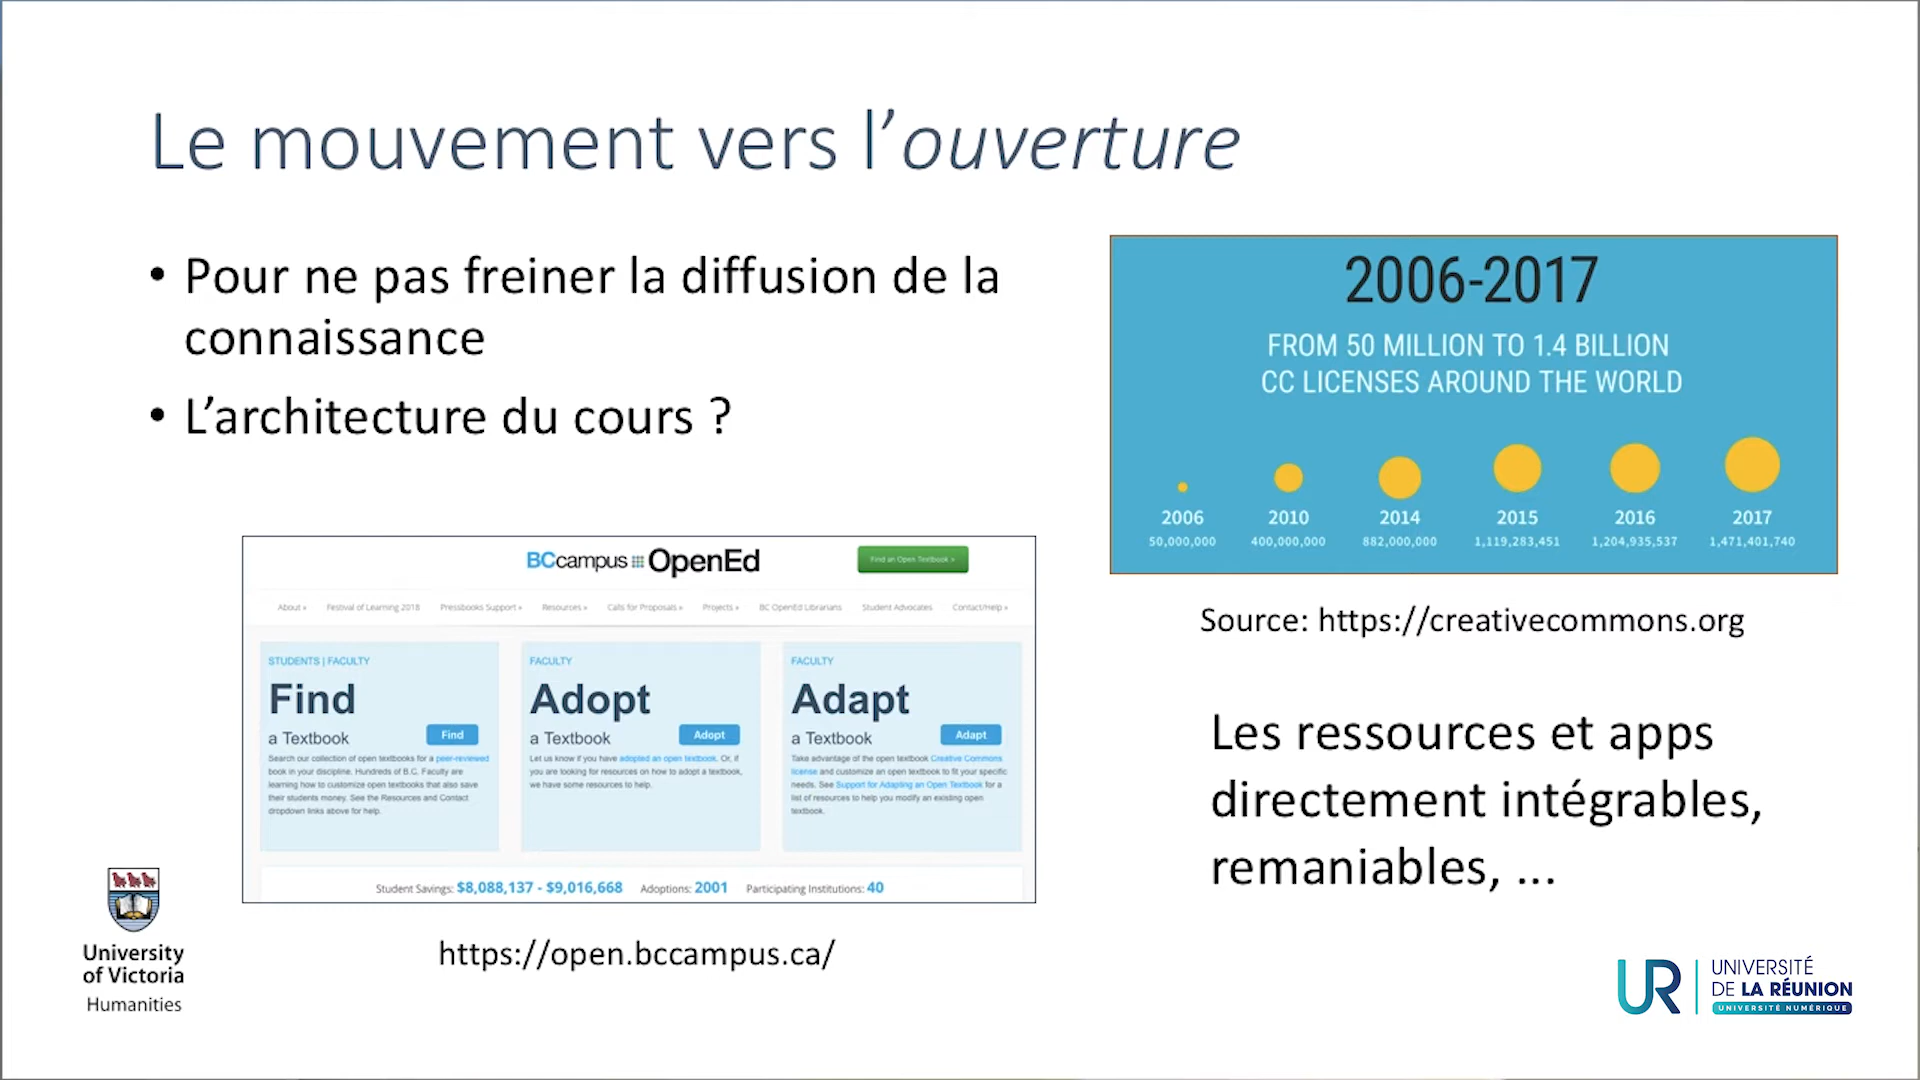 Le mouvement vers l’ouverture
• Pour ne pas freiner la diffusion de la
connaissance
• L’architecture du cours ?
2006-2017
FROM 50 MILLION TO 1.4 BILLION
CC LICENSES AROUND THE WORLD
2006 2010 2014 2015 2016 2017
50,000,000 400,000,000 882,000,000 1,119,283,451 1,204,935,537 1,471,401,740
Source: https://creativecommons.org
BCcampus OpenEd
Find an Open Textbook >
About » Festival of Learning 2018 Pressbooks Support » Resources » Calls for Proposals » Projects » BC OpenEd Librarians Student Advocates Contact/Help »
STUDENTS | FACULTY
Find
a Textbook
Find
Search our collection of open textbooks for a peer-reviewed
book in your discipline. Hundreds of B.C. Faculty are
learning how to customize open textbooks that also save
their students money. See the Resources and Contact
dropdown links above for help.
FACULTY
Adopt
a Textbook
Adopt
Let us know if you have adopted an open textbook. Or, if
you are looking for resources on how to adopt a textbook,
we have some resources to help.
FACULTY
Adapt
a Textbook
Adapt
Take advantage of the open textbook Creative Commons
license and customize an open textbook to fit your specific
needs. See Support for Adapting an Open Textbook for a
list of resources to help you modify an existing open
textbook.
Student Savings: $8,088,137 - $9,016,668 Adoptions: 2001 Participating Institutions: 40
https://open.bccampus.ca/
Les ressources et apps
directement intégrables,
remaniables, ...
University
of Victoria
Humanities
UR
UNIVERSITÉ
DE LA RÉUNION
UNIVERSITÉ NUMÉRIQUE